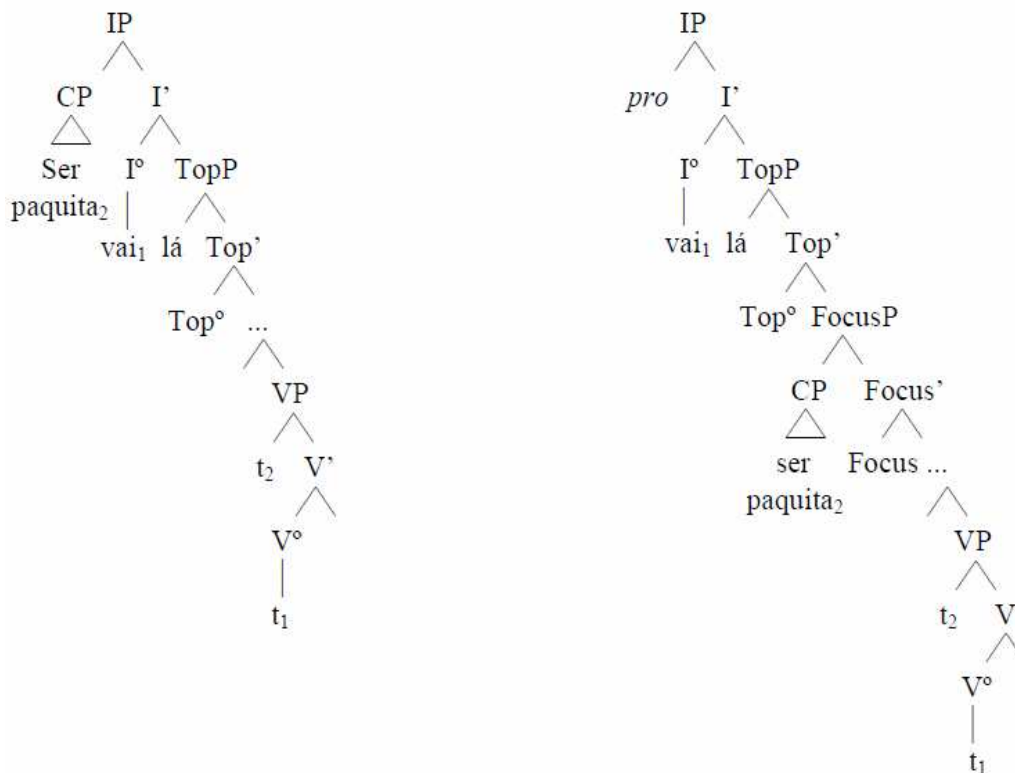 IP
CP I’
Ser Iº TopP
paquita₂
vai₁ lá Top’
Topº ...
VP
t₂ V’
Vº
t₁
IP
pro I’
Iº TopP
vai₁ lá Top’
Topº FocusP
CP Focus’
ser Focus ...
paquita₂
VP
t₂ V
Vº
t₁